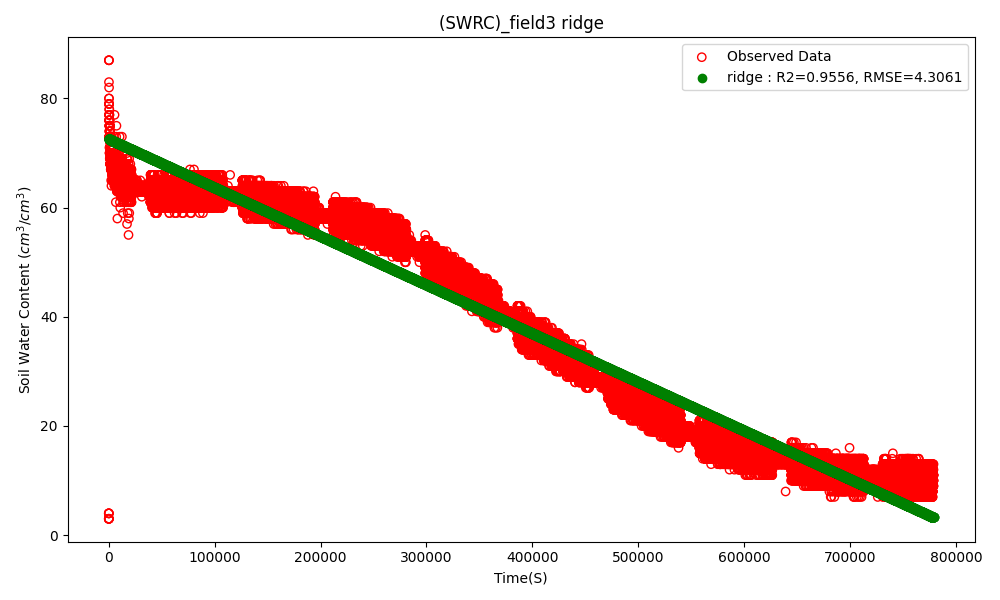 (SWRC)_field3 ridge
Observed Data
ridge : R2=0.9556, RMSE=4.3061
Soil Water Content (cm³/cm³)
80
60
40
20
0
0 100000 200000 300000 400000 500000 600000 700000 800000
Time(S)